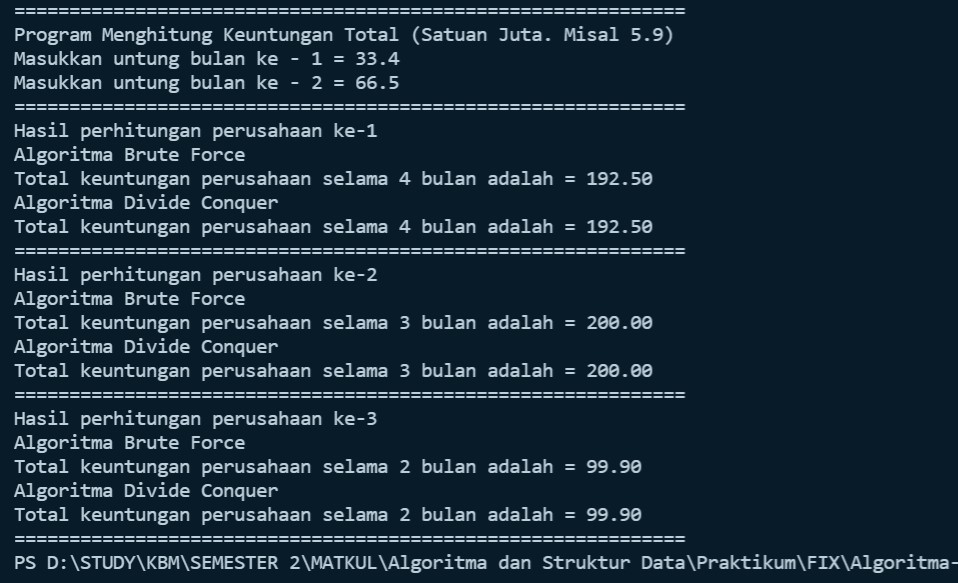 =============================================================
Program Menghitung Keuntungan Total (Satuan Juta. Misal 5.9)
Masukkan untung bulan ke - 1 = 33.4
Masukkan untung bulan ke - 2 = 66.5
=============================================================
Hasil perhitungan perusahaan ke-1
Algoritma Brute Force
Total keuntungan perusahaan selama 4 bulan adalah = 192.50
Algoritma Divide Conquer
Total keuntungan perusahaan selama 4 bulan adalah = 192.50
=============================================================
Hasil perhitungan perusahaan ke-2
Algoritma Brute Force
Total keuntungan perusahaan selama 3 bulan adalah = 200.00
Algoritma Divide Conquer
Total keuntungan perusahaan selama 3 bulan adalah = 200.00
=============================================================
Hasil perhitungan perusahaan ke-3
Algoritma Brute Force
Total keuntungan perusahaan selama 2 bulan adalah = 99.90
Algoritma Divide Conquer
Total keuntungan perusahaan selama 2 bulan adalah = 99.90
=============================================================
PS D:\STUDY\KBM\SEMESTER 2\MATKUL\Algoritma dan Struktur Data\Praktikum\FIX\Algoritma-